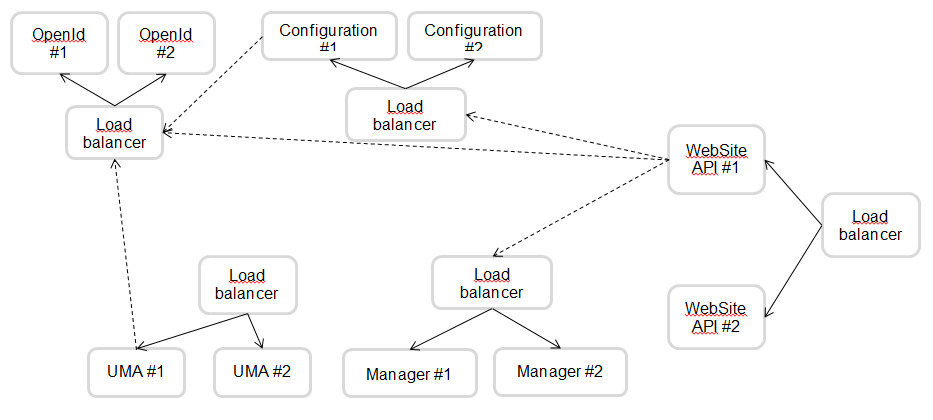 OpenId
#1
OpenId
#2
Configuration
#1
Configuration
#2
Load
balancer
Load
balancer
WebSite
API #1
Load
balancer
Load
balancer
Load
balancer
WebSite
API #2
UMA #1
UMA #2
Manager #1
Manager #2